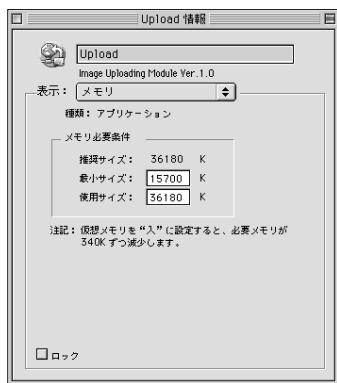 Upload 情報
Upload
Image Uploading Module Ver.1.0
表示： メモリ
種類：アプリケーション
メモリ必要条件
推奨サイズ： 36180 K
最小サイズ： 15700 K
使用サイズ： 36180 K
注記：仮想メモリを“入”に設定すると、必要メモリが
340K ずつ減少します。
ロック